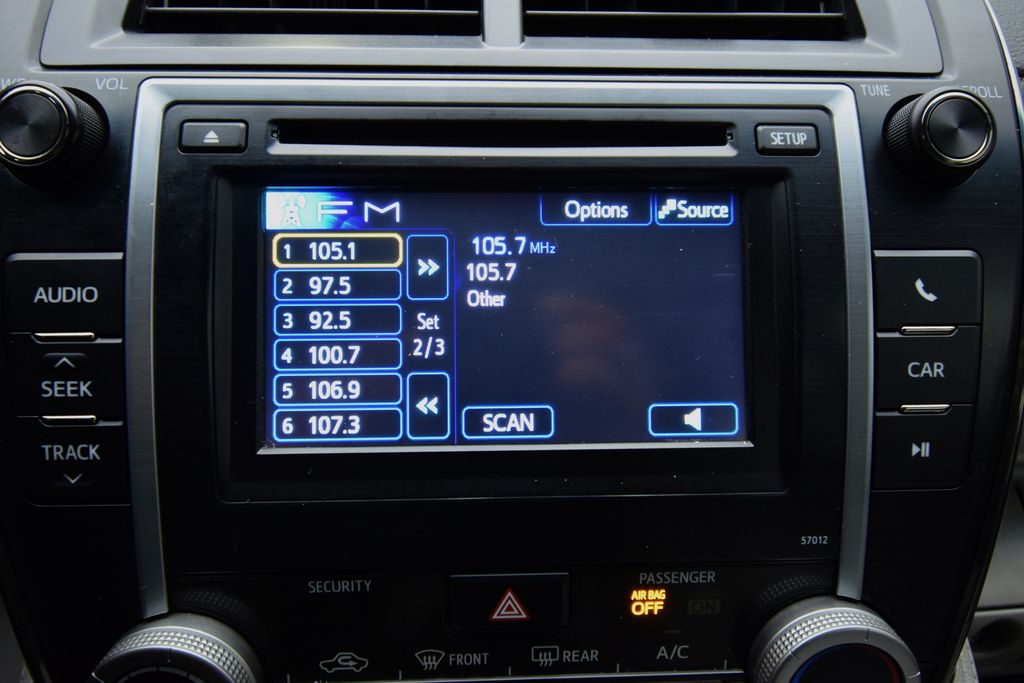 VOL
TUNE
SETUP
FM
Options
Source
1 105.1
2 97.5
3 92.5
4 100.7
5 106.9
6 107.3
Set
2/3
105.7 MHz
105.7
Other
SCAN
AUDIO
SEEK
TRACK
CAR
57012
SECURITY
PASSENGER
AIR BAG
OFF
ON
FRONT
REAR
A/C